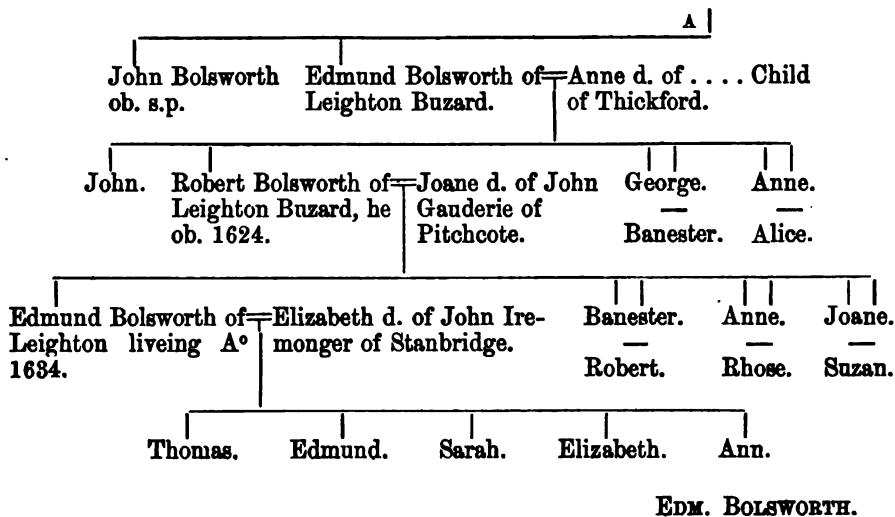 A
John Bolsworth Edmund Bolsworth of Anne d. of .... Child
ob. s.p. Leighton Buzard. of Thickford.
John. Robert Bolsworth of Joane d. of John George. Anne.
Leighton Buzard, he Gauderie of — —
ob. 1624. Pitchcote. Banester. Alice.
Edmund Bolsworth of Elizabeth d. of John Ire- Banester. Anne. Joane.
Leighton liveing Aº monger of Stanbridge. — — —
1634. Robert. Rhose. Suzan.
Thomas. Edmund. Sarah. Elizabeth. Ann.
Edm. Bolsworth.